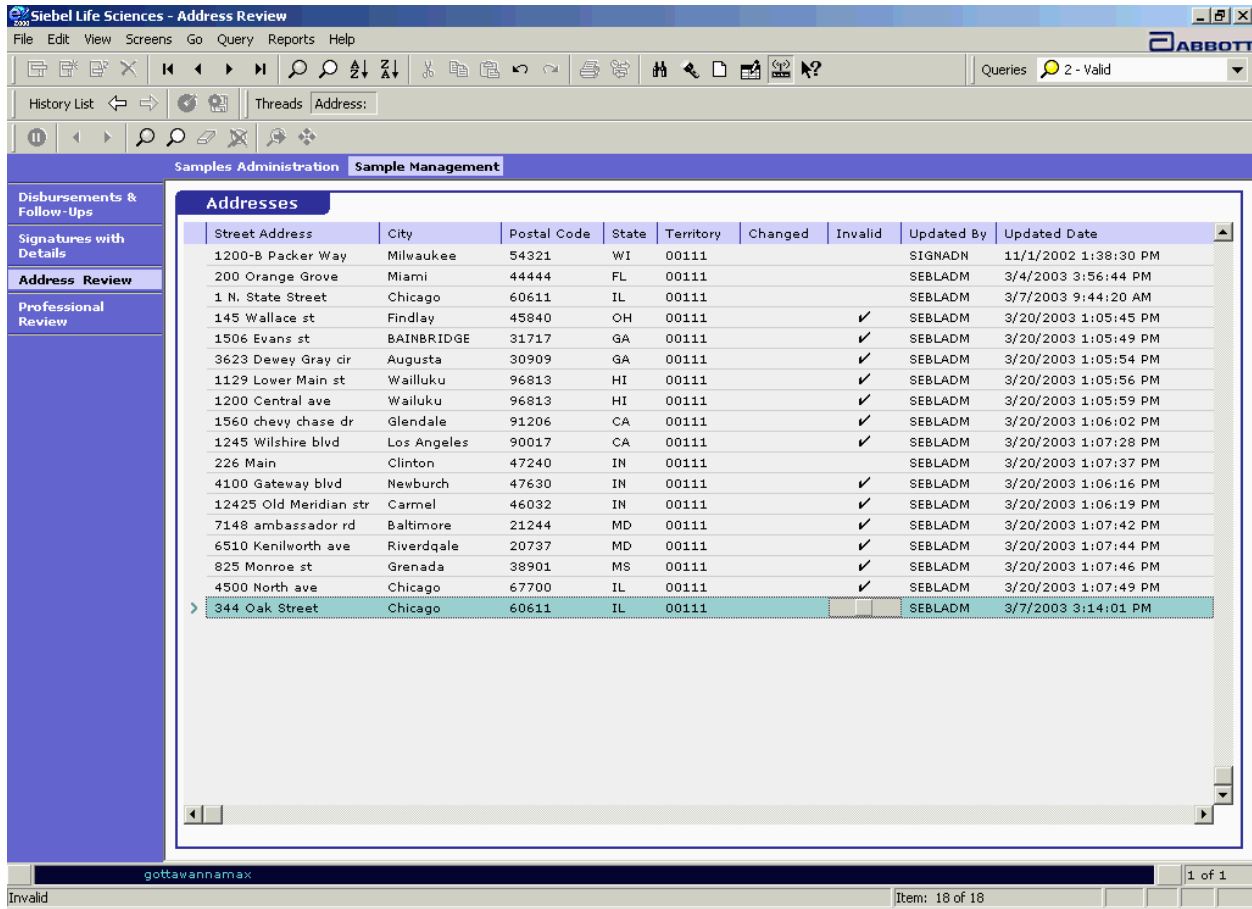 Siebel Life Sciences - Address Review
File Edit View Screens Go Query Reports Help
ABBOTT
Queries 2 - Valid
History List Threads Address:
Samples Administration Sample Management
Disbursements &
Follow-Ups
Signatures with
Details
Address Review
Professional
Review
Addresses
Street Address City Postal Code State Territory Changed Invalid Updated By Updated Date
1200-B Packer Way Milwaukee 54321 WI 00111 SIGNADN 11/1/2002 1:38:30 PM
200 Orange Grove Miami 44444 FL 00111 SEBLADM 3/4/2003 3:56:44 PM
1 N. State Street Chicago 60611 IL 00111 SEBLADM 3/7/2003 9:44:20 AM
145 Wallace st Findlay 45840 OH 00111 ✓ SEBLADM 3/20/2003 1:05:45 PM
1506 Evans st BAINBRIDGE 31717 GA 00111 ✓ SEBLADM 3/20/2003 1:05:49 PM
3623 Dewey Gray cir Augusta 30909 GA 00111 ✓ SEBLADM 3/20/2003 1:05:54 PM
1129 Lower Main st Wailluku 96813 HI 00111 ✓ SEBLADM 3/20/2003 1:05:56 PM
1200 Central ave Wailuku 96813 HI 00111 ✓ SEBLADM 3/20/2003 1:05:59 PM
1560 chevy chase dr Glendale 91206 CA 00111 ✓ SEBLADM 3/20/2003 1:06:02 PM
1245 Wilshire blvd Los Angeles 90017 CA 00111 ✓ SEBLADM 3/20/2003 1:07:28 PM
226 Main Clinton 47240 IN 00111 SEBLADM 3/20/2003 1:07:37 PM
4100 Gateway blvd Newburch 47630 IN 00111 ✓ SEBLADM 3/20/2003 1:06:16 PM
12425 Old Meridian str Carmel 46032 IN 00111 ✓ SEBLADM 3/20/2003 1:06:19 PM
7148 ambassador rd Baltimore 21244 MD 00111 ✓ SEBLADM 3/20/2003 1:07:42 PM
6510 Kenilworth ave Riverdqale 20737 MD 00111 ✓ SEBLADM 3/20/2003 1:07:44 PM
825 Monroe st Grenada 38901 MS 00111 ✓ SEBLADM 3/20/2003 1:07:46 PM
4500 North ave Chicago 67700 IL 00111 ✓ SEBLADM 3/20/2003 1:07:49 PM
344 Oak Street Chicago 60611 IL 00111 SEBLADM 3/7/2003 3:14:01 PM
gottawannamax 1 of 1
Invalid Item: 18 of 18